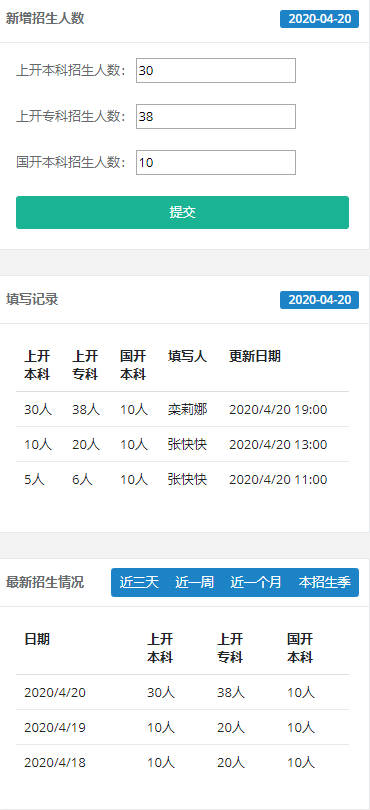 新增招生人数 2020-04-20
上开本科招生人数： 30
上开专科招生人数： 38
国开本科招生人数： 10
提交
填写记录 2020-04-20
上开本科 上开专科 国开本科 填写人 更新日期
30人 38人 10人 栾莉娜 2020/4/20 19:00
10人 20人 10人 张快快 2020/4/20 13:00
5人 6人 10人 张快快 2020/4/20 11:00
最新招生情况 近三天 近一周 近一个月 本招生季
日期 上开本科 上开专科 国开本科
2020/4/20 30人 38人 10人
2020/4/19 10人 20人 10人
2020/4/18 10人 20人 10人